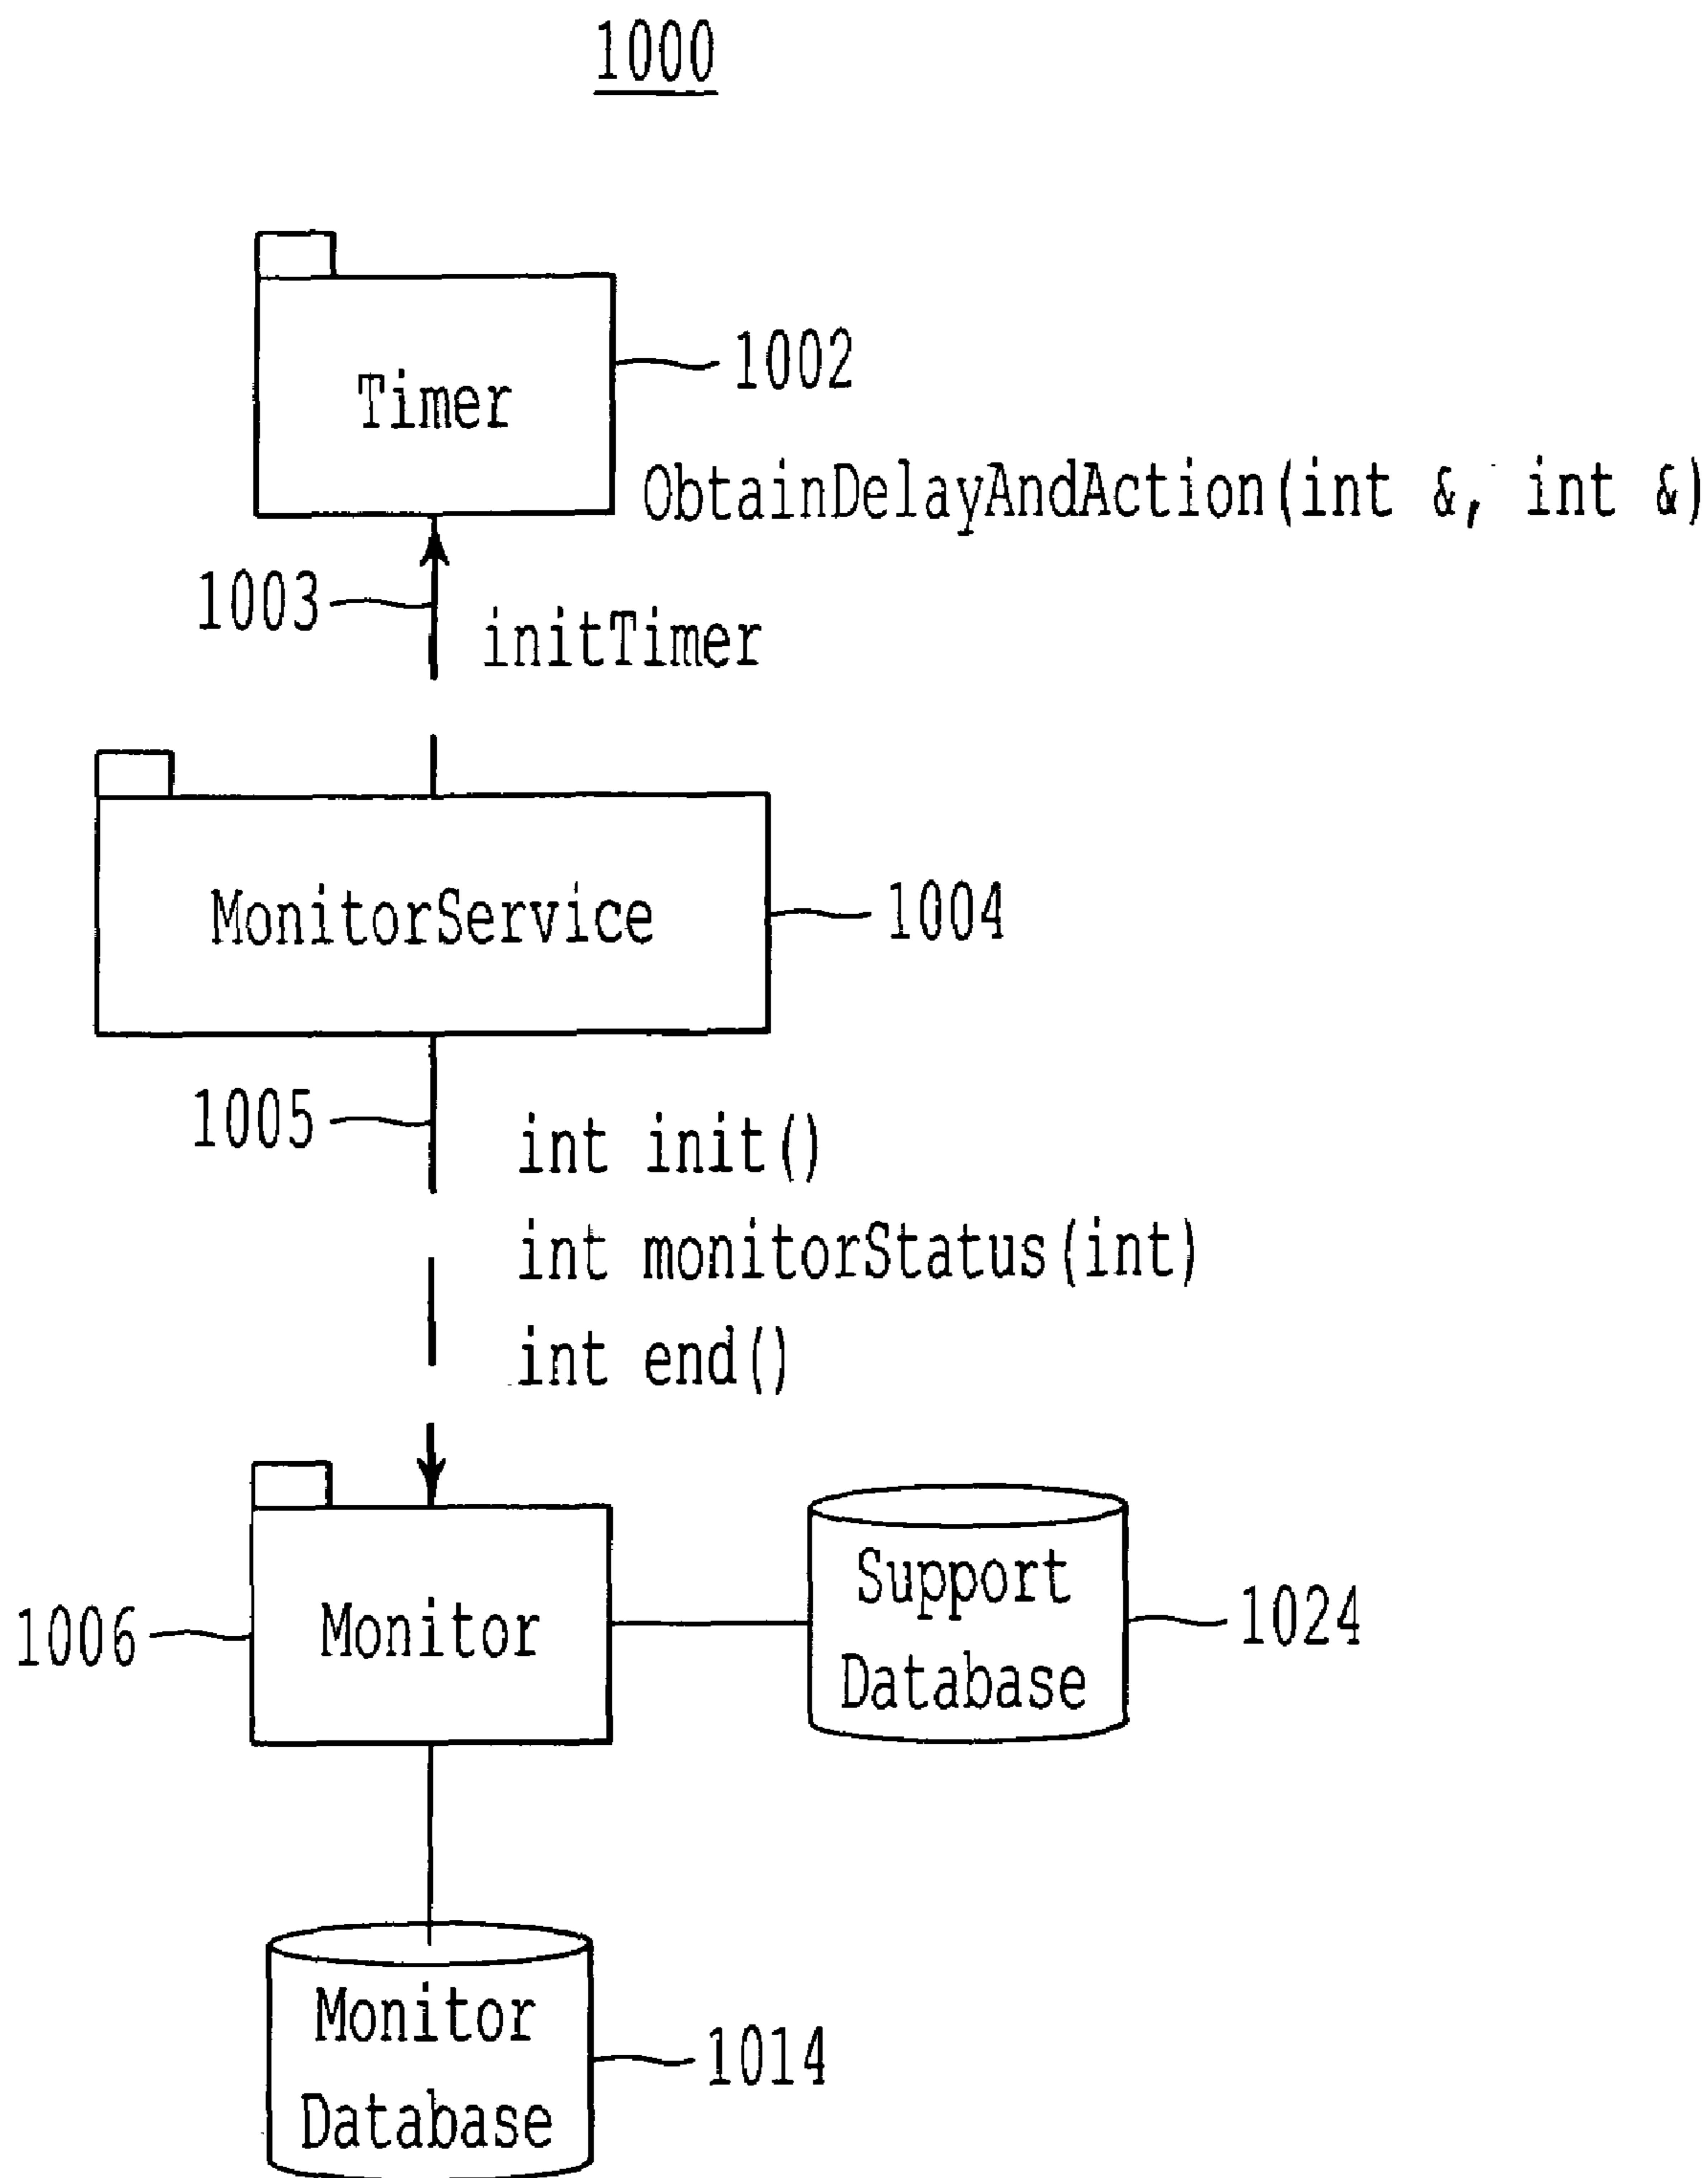 1000
Timer
1002
ObtainDelayAndAction(int &, int &)
1003
initTimer
MonitorService
1004
1005
int init()
int monitorStatus(int)
int end()
1006
Monitor
Support
Database
1024
Monitor
Database
1014